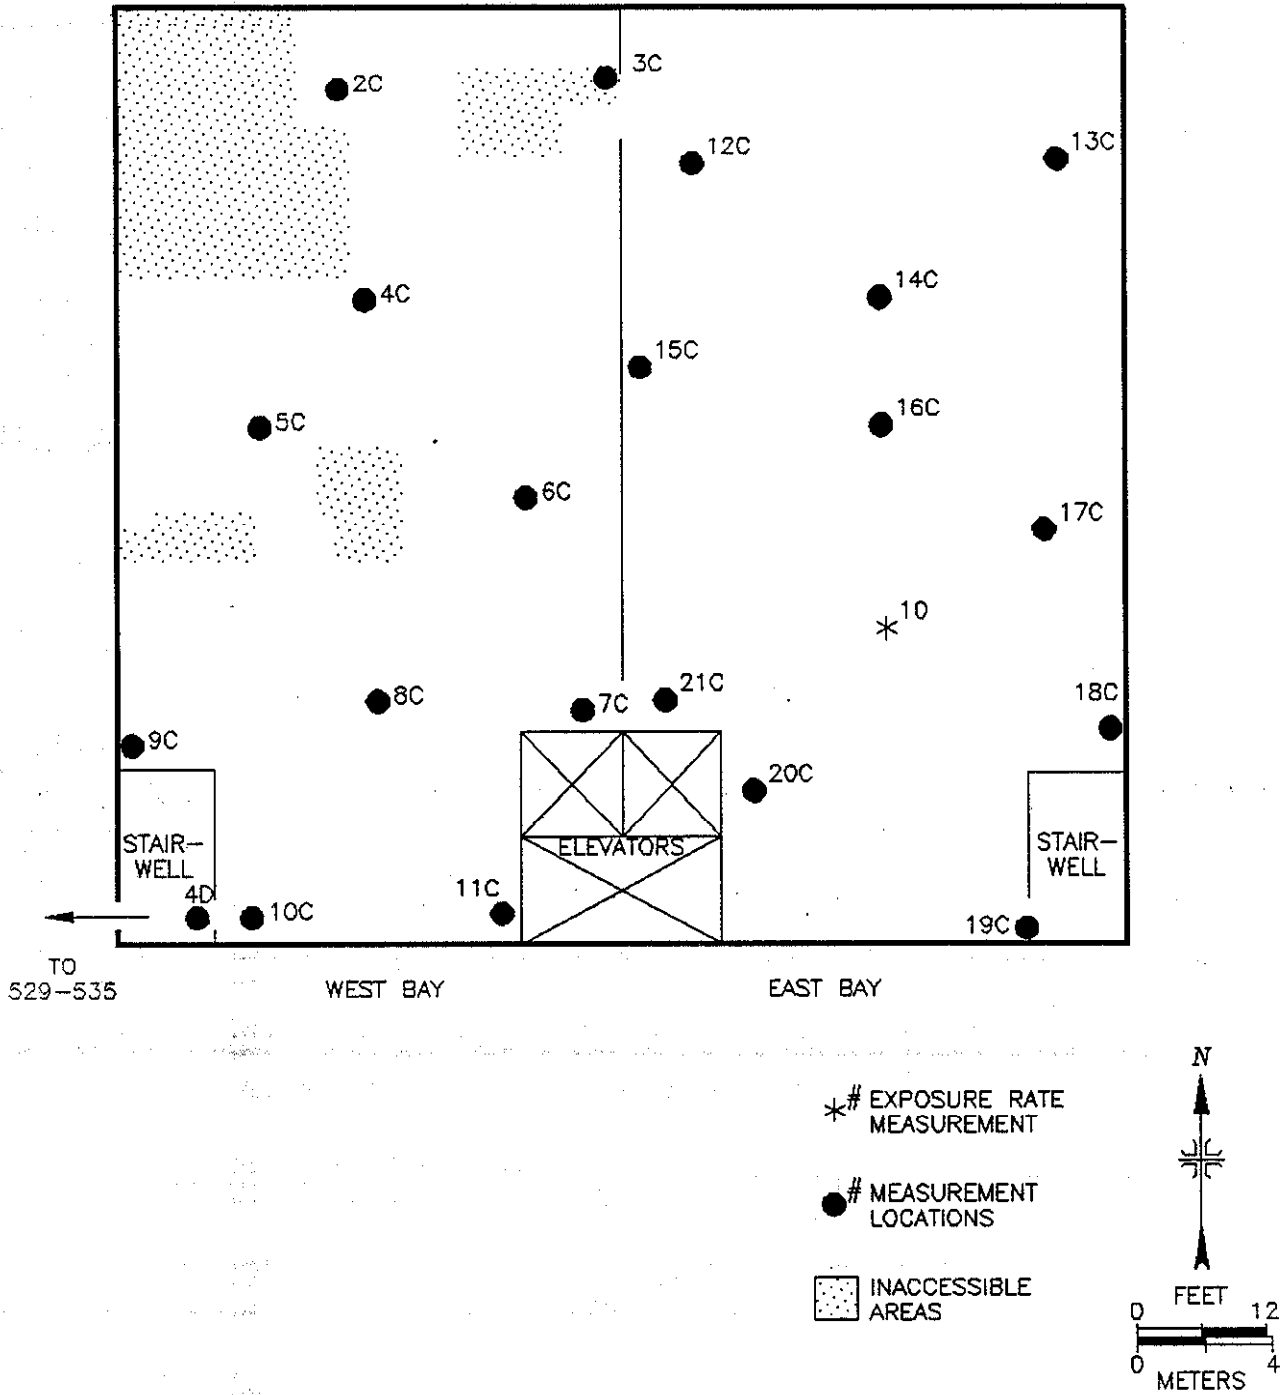 2C
3C
12C
13C
4C
14C
15C
5C
16C
6C
17C
10
8C
7C
21C
18C
9C
20C
STAIR-
WELL
ELEVATORS
STAIR-
WELL
4D
10C
11C
19C
TO
529-535
WEST BAY
EAST BAY
N
# EXPOSURE RATE
MEASUREMENT
# MEASUREMENT
LOCATIONS
INACCESSIBLE
AREAS
FEET
0 12
0 4
METERS